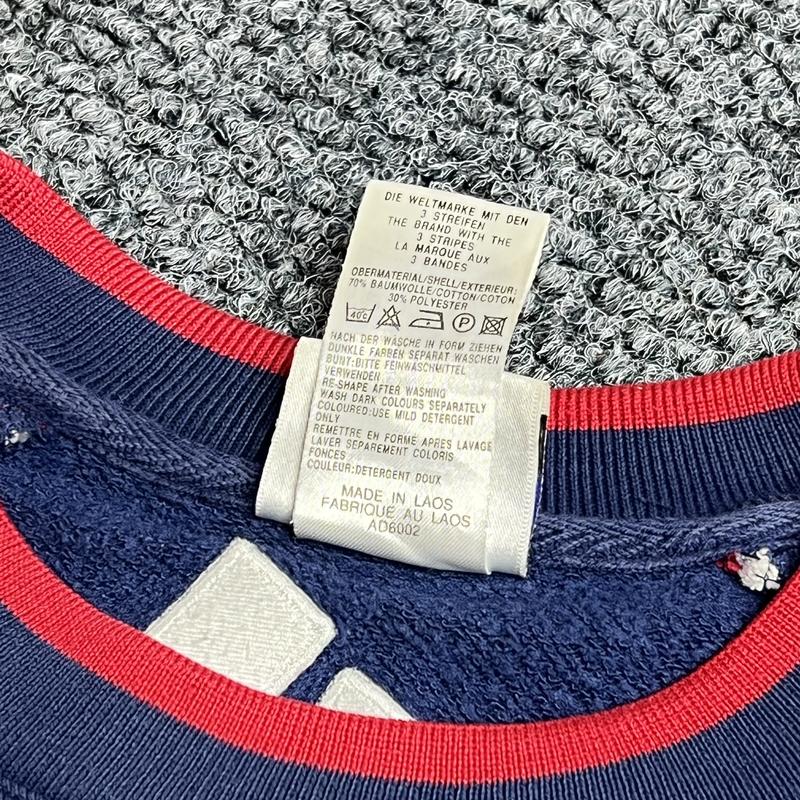 DIE WELTMARKE MIT DEN
3 STREIFEN
THE BRAND WITH THE
3 STRIPES
LA MARQUE AUX
3 BANDES
OBERMATERIAL/SHELL/EXTERIEUR:
70% BAUMWOLLE/COTTON/COTON
30% POLYESTER
40°C P
NACH DER WÄSCHE IN FORM ZIEHEN
DUNKLE FARBEN SEPARAT WASCHEN
BUNT:BITTE FEINWASCHMITTEL
VERWENDEN
RE-SHAPE AFTER WASHING
WASH DARK COLOURS SEPARATELY
COLOURED:USE MILD DETERGENT
ONLY
REMETTRE EN FORME APRES LAVAGE
LAVER SEPAREMENT COLORIS
FONCES
COULEUR:DETERGENT DOUX
MADE IN LAOS
FABRIQUE AU LAOS
AD6002